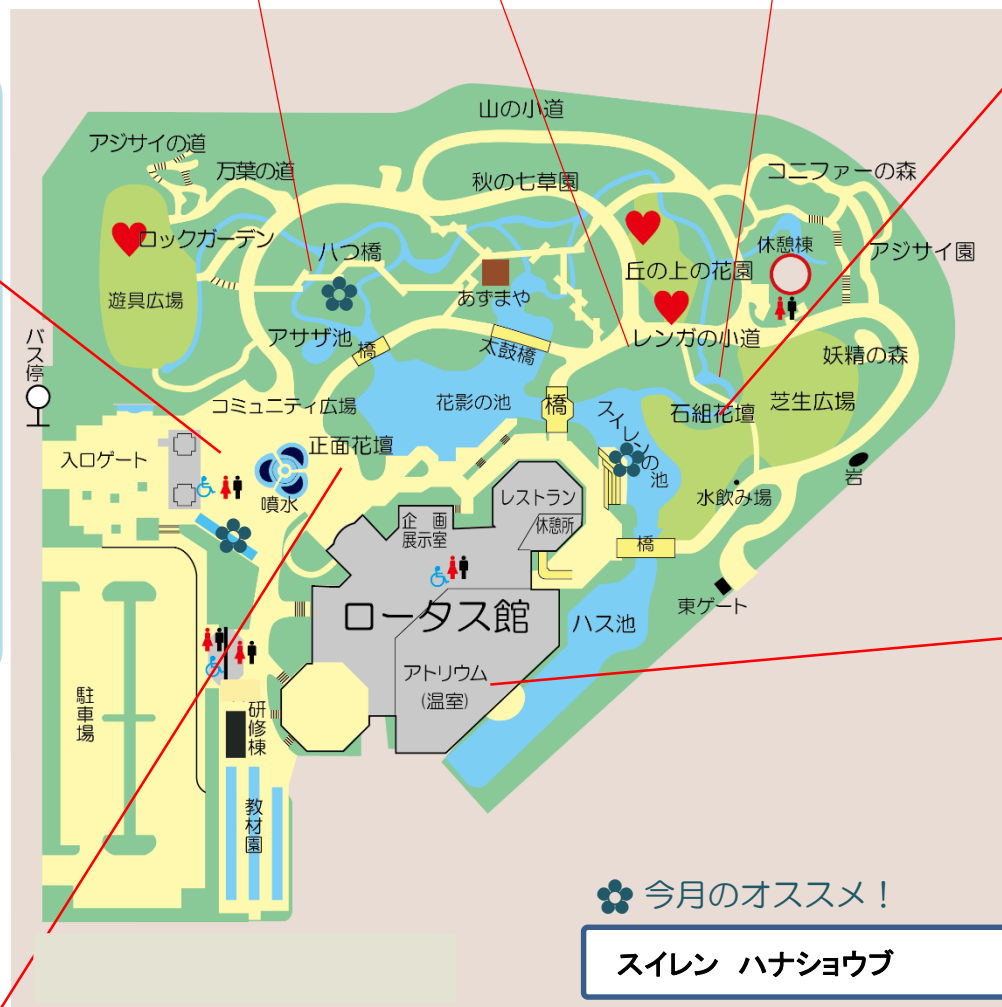 山の小道
アジサイの道
万葉の道
秋の七草園
コニファーの森
ロックガーデン
八つ橋
休憩棟
アジサイ園
丘の上の花園
あずまや
遊具広場
アサザ池
橋
太鼓橋
レンガの小道
妖精の森
バス停
コミュニティ広場
花影の池
橋
スイレンの池
石組花壇
芝生広場
正面花壇
入口ゲート
噴水
レストラン
休憩所
水飲み場
岩
企画
展示室
橋
東ゲート
ロータス館
ハス池
アトリウム
(温室)
駐車場
研修棟
教材園
今月のオススメ!
スイレン ハナショウブ